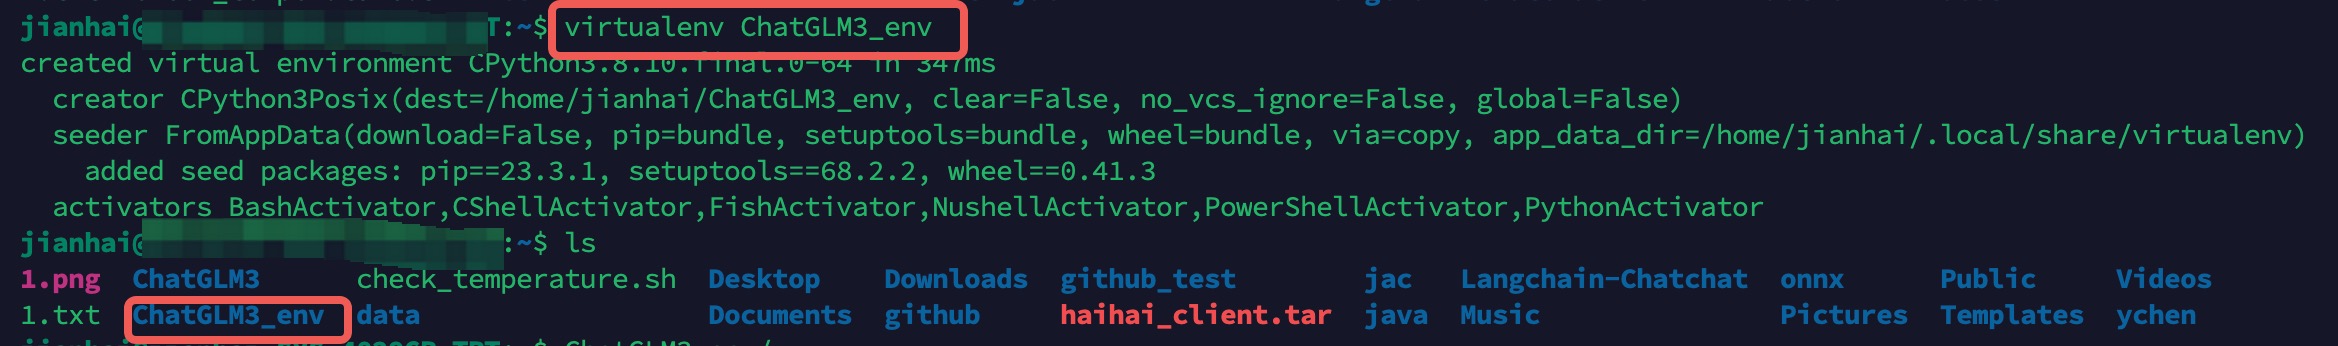 jianhai@ T:~$ virtualenv ChatGLM3_env
created virtual environment CPython3.8.10.final.0-64 in 347ms
  creator CPython3Posix(dest=/home/jianhai/ChatGLM3_env, clear=False, no_vcs_ignore=False, global=False)
  seeder FromAppData(download=False, pip=bundle, setuptools=bundle, wheel=bundle, via=copy, app_data_dir=/home/jianhai/.local/share/virtualenv)
    added seed packages: pip==23.3.1, setuptools==68.2.2, wheel==0.41.3
  activators BashActivator,CShellActivator,FishActivator,NushellActivator,PowerShellActivator,PythonActivator
jianhai@ :~$ ls
1.png  ChatGLM3      check_temperature.sh  Desktop    Downloads  github_test        jac   Langchain-Chatchat  onnx      Public     Videos
1.txt  ChatGLM3_env  data                  Documents  github     haihai_client.tar  java  Music               Pictures  Templates  ychen